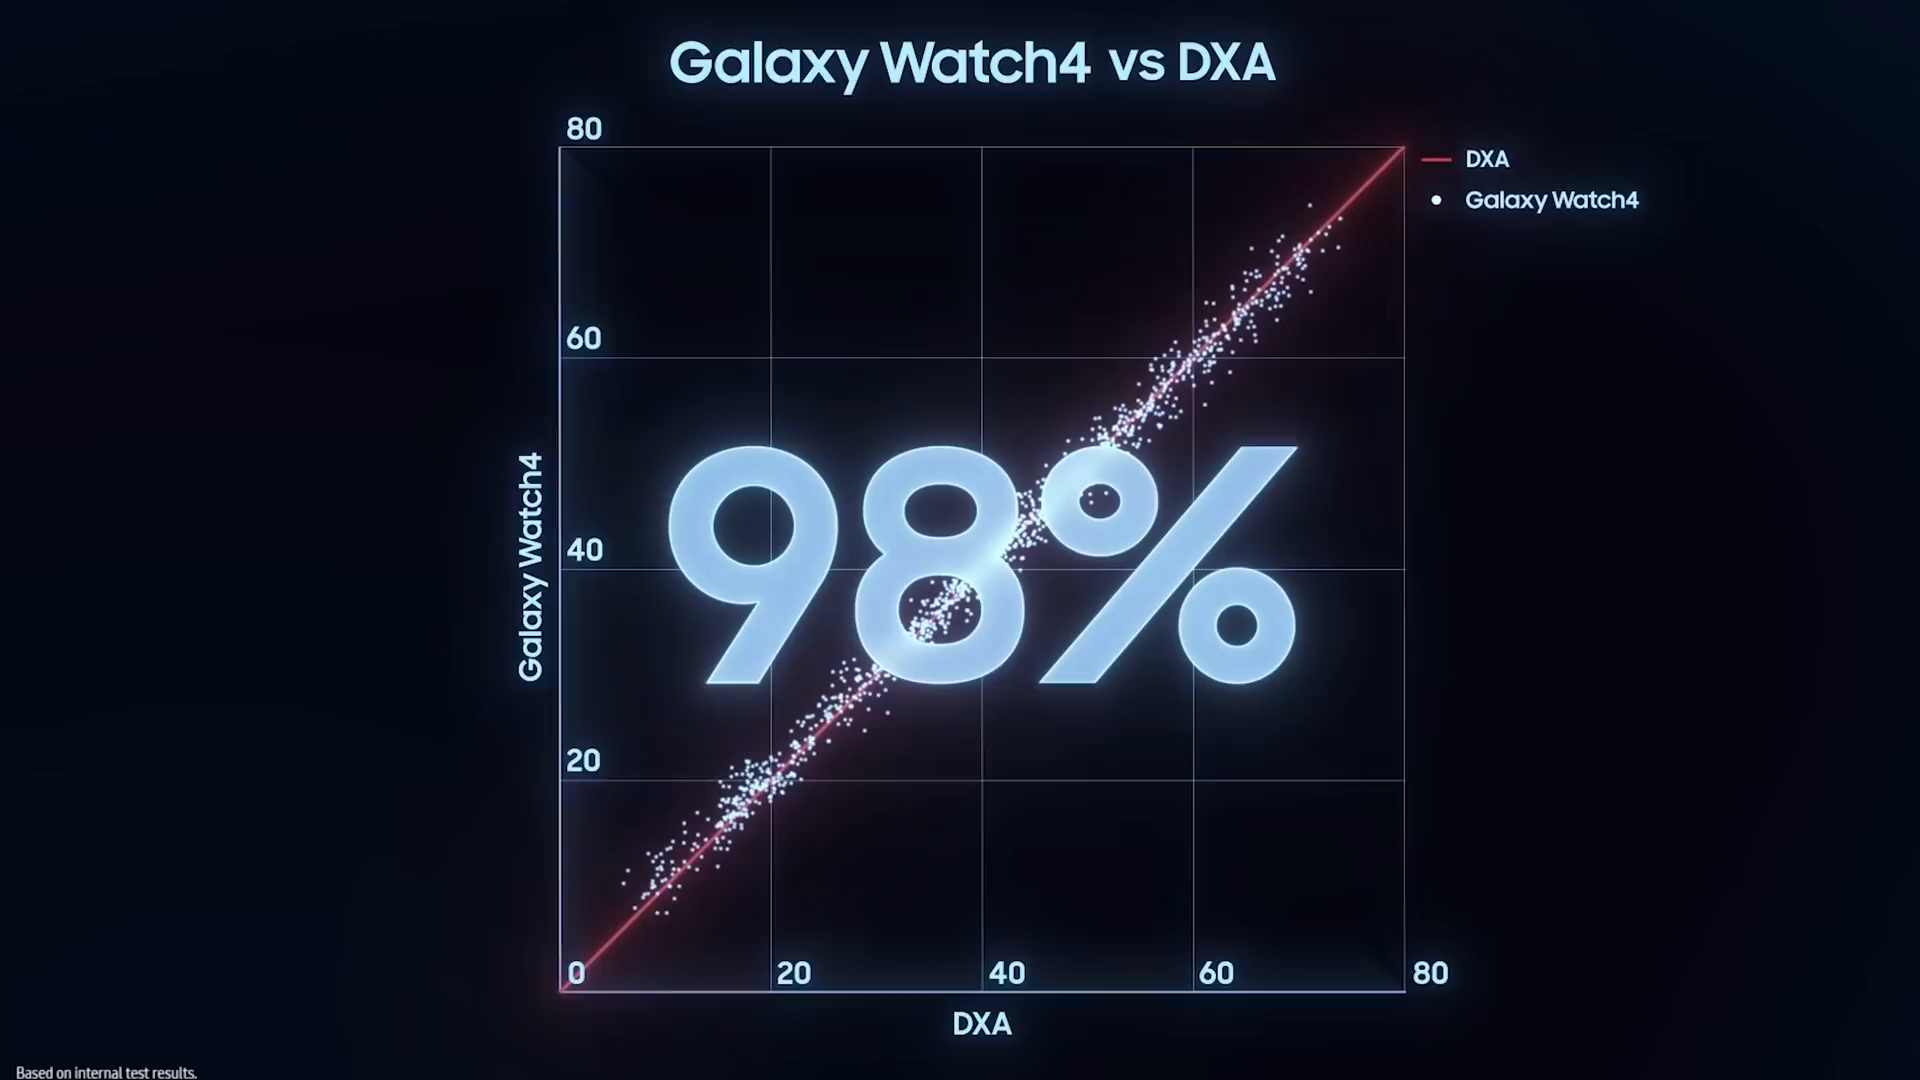 Galaxy Watch4 vs DXA
80
DXA
Galaxy Watch4
60
98%
Galaxy Watch4
40
20
0
20
40
60
80
DXA
Based on internal test results.